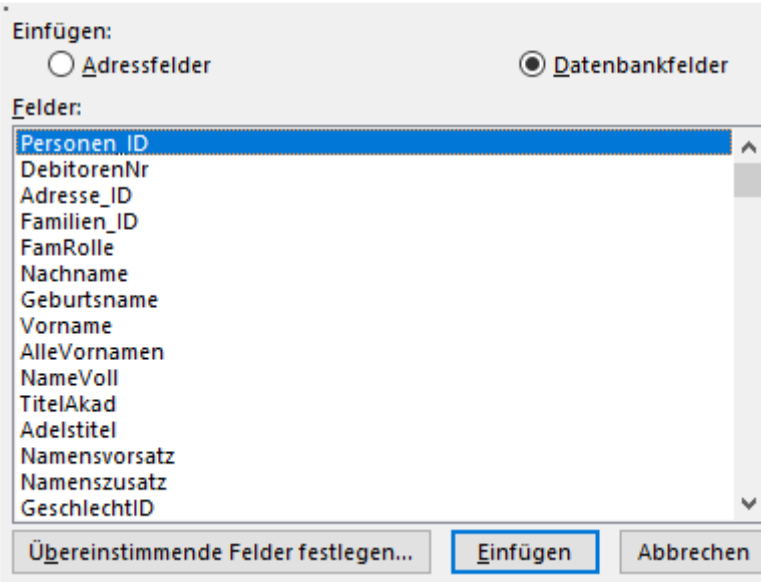 Einfügen:
Adressfelder Datenbankfelder
Felder:
Personen_ID
DebitorenNr
Adresse_ID
Familien_ID
FamRolle
Nachname
Geburtsname
Vorname
AlleVornamen
NameVoll
TitelAkad
Adelstitel
Namensvorsatz
Namenszusatz
GeschlechtID
Übereinstimmende Felder festlegen... Einfügen Abbrechen